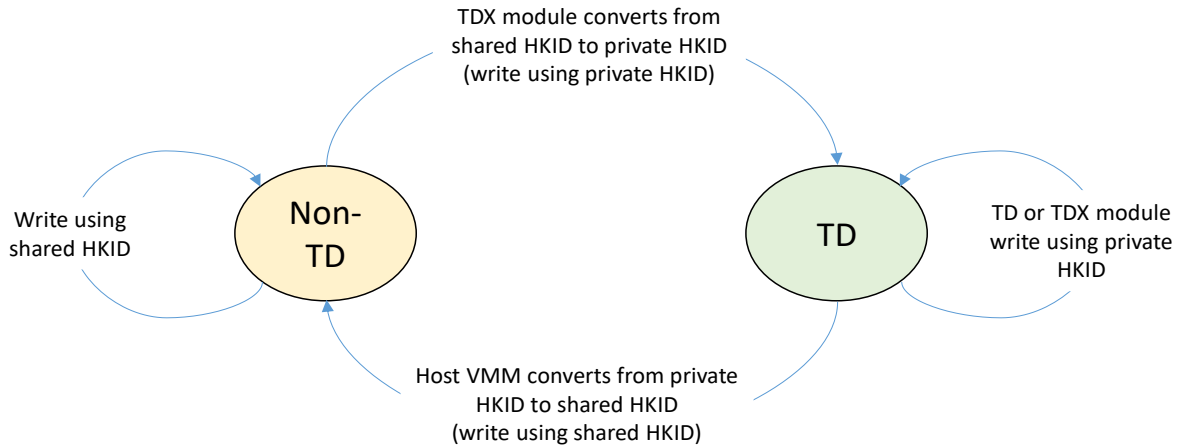 TDX module converts from
shared HKID to private HKID
(write using private HKID)
Write using
shared HKID
Non-
TD
TD
TD or TDX module
write using private
HKID
Host VMM converts from private
HKID to shared HKID
(write using shared HKID)